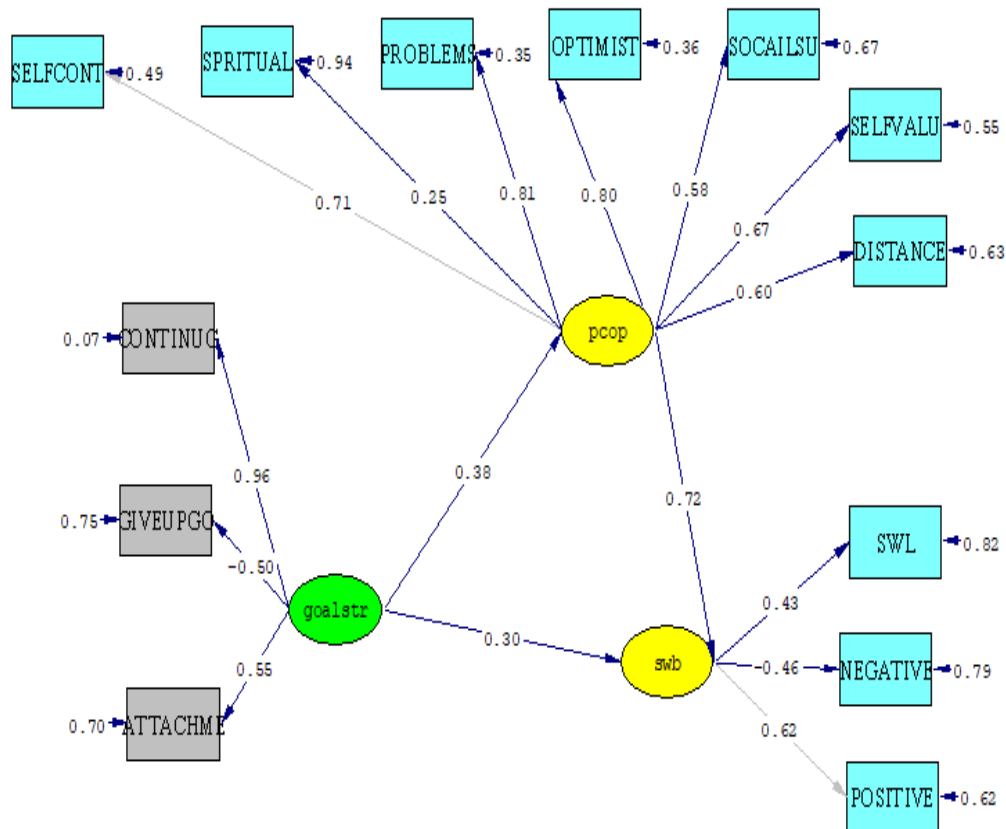 SELFCONT
0.49
SPRITUAL
0.94
PROBLEMS
0.35
OPTIMIST
0.36
SOCAILSU
0.67
SELFVALU
0.55
0.71
0.25
0.81
0.80
0.58
0.67
DISTANCE
0.63
0.60
pcop
0.07
CONTINUG
0.96
0.38
0.72
0.75
GIVEUPGO
-0.50
SWL
0.82
goalstr
0.43
0.30
0.55
swb
-0.46
NEGATIVE
0.79
0.70
ATTACHME
0.62
POSITIVE
0.62